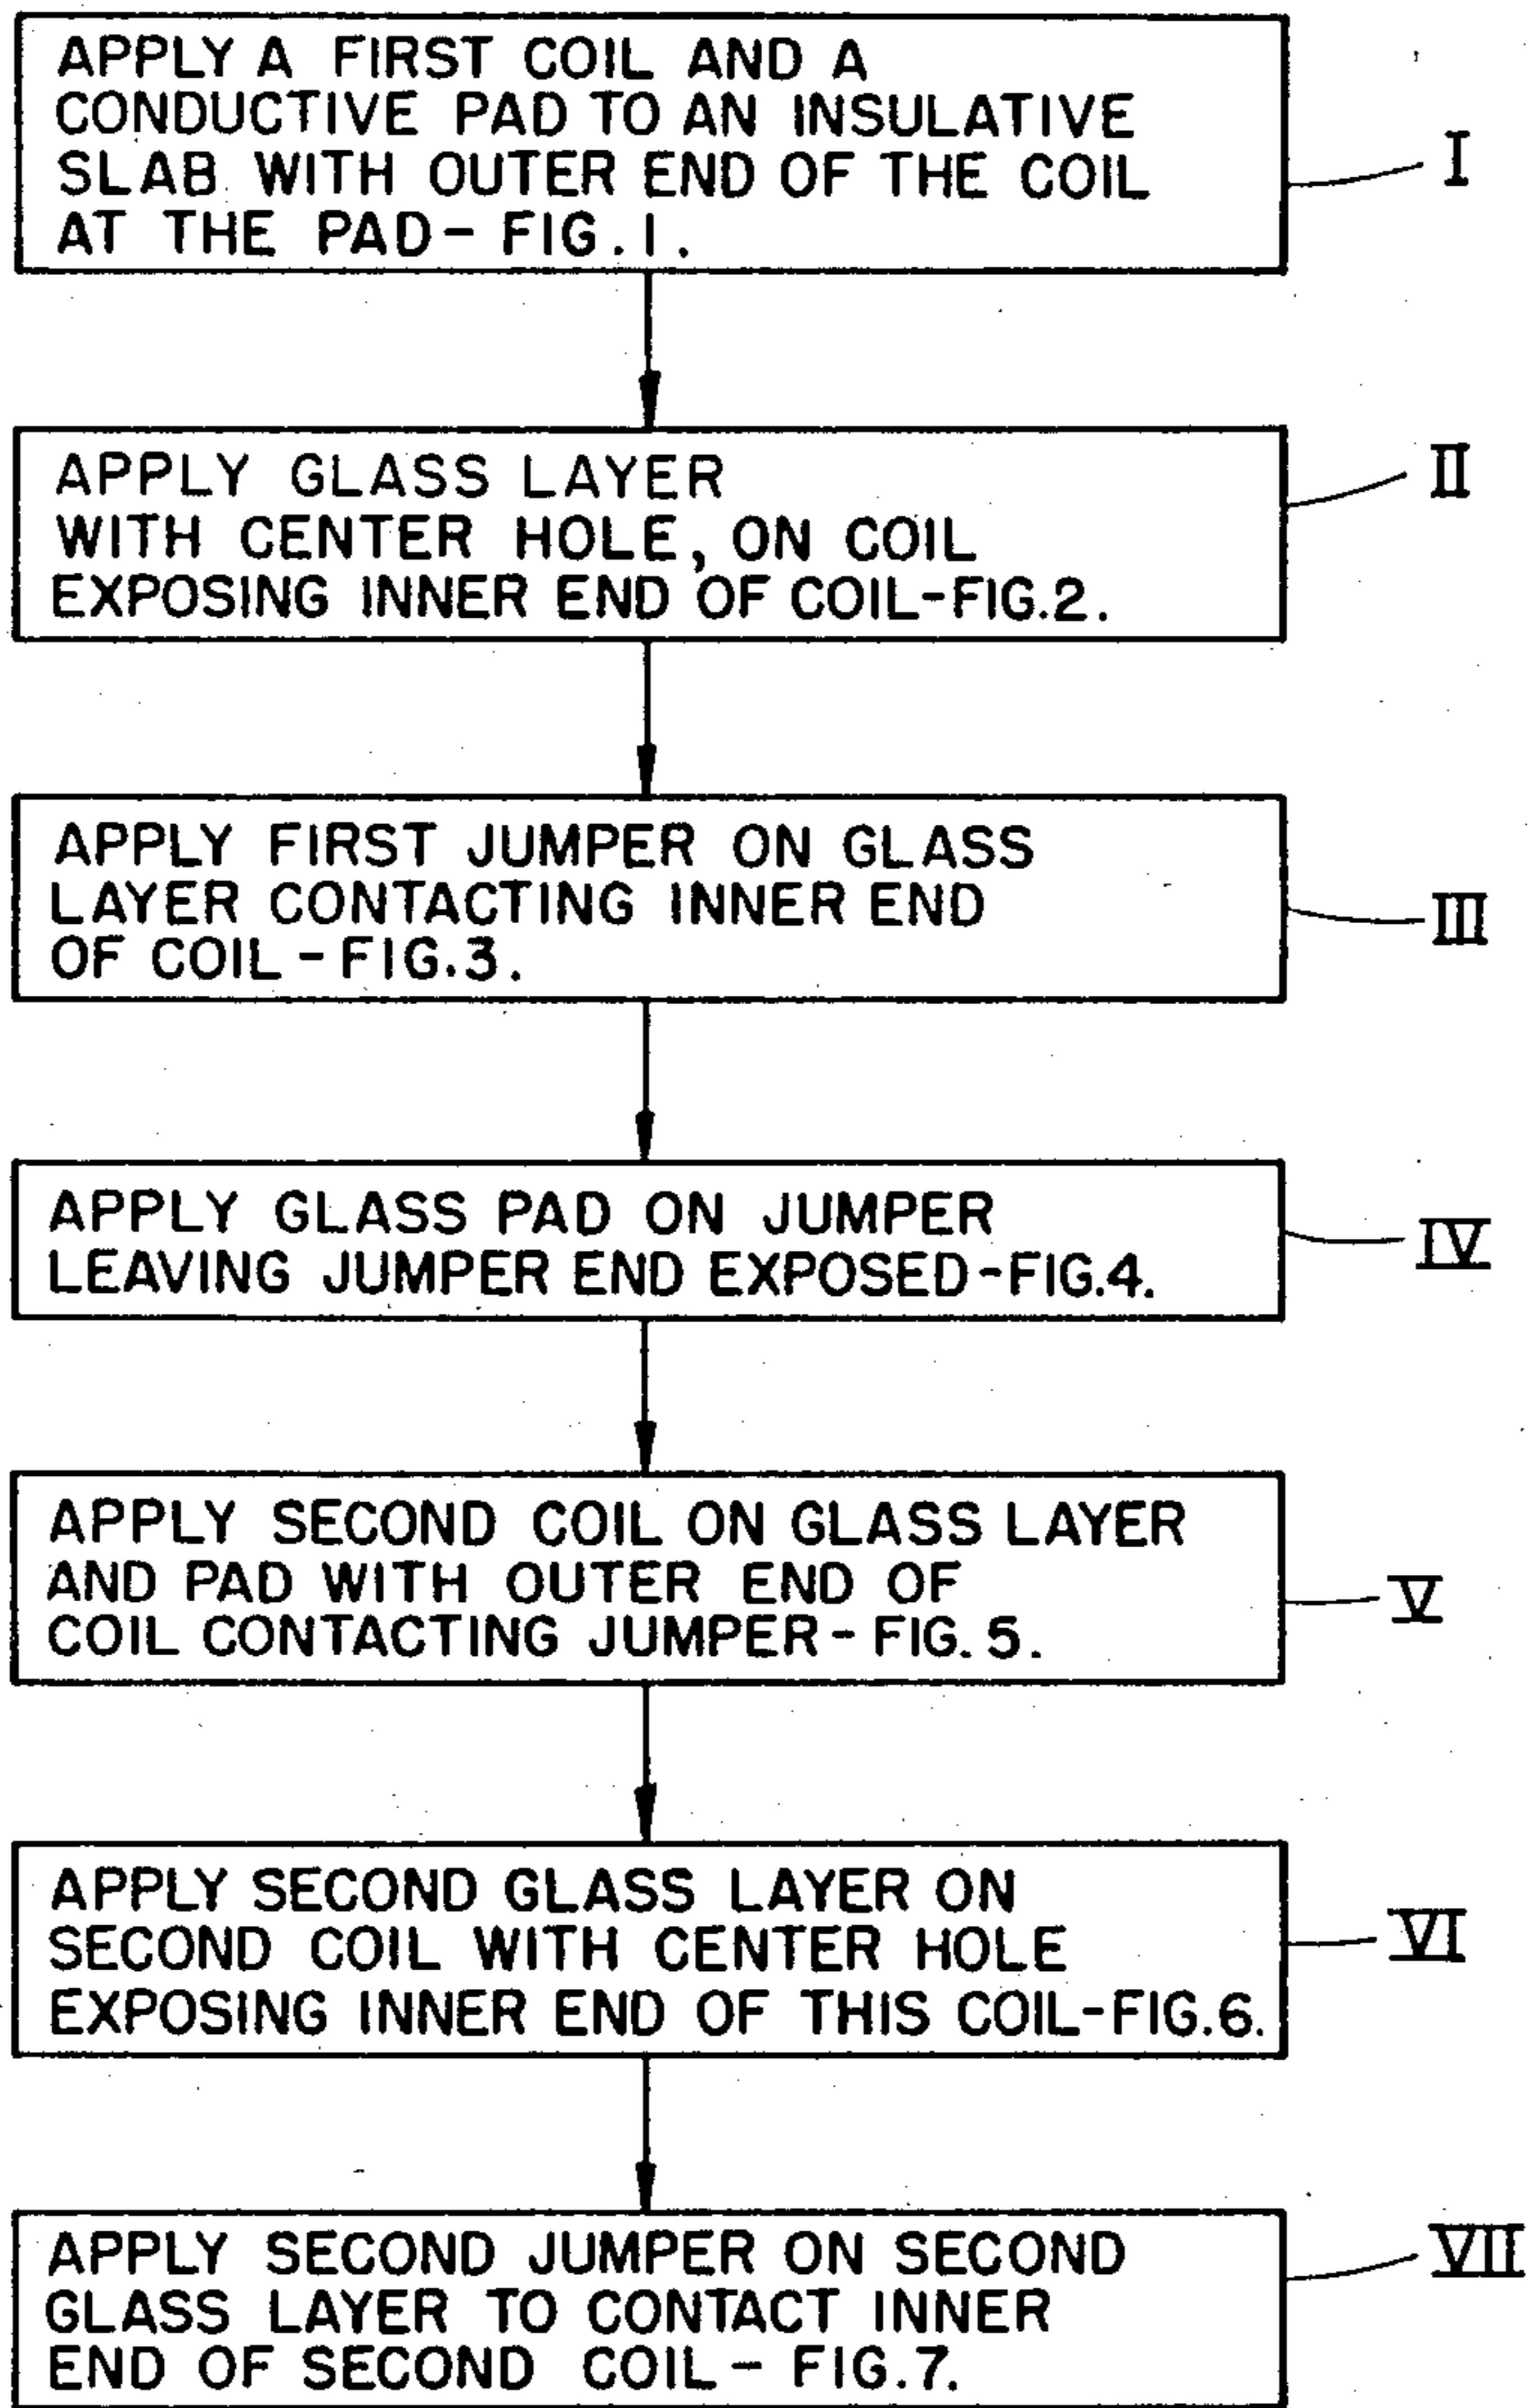 APPLY A FIRST COIL AND A
CONDUCTIVE PAD TO AN INSULATIVE
SLAB WITH OUTER END OF THE COIL
AT THE PAD - FIG. 1.
I
APPLY GLASS LAYER
WITH CENTER HOLE, ON COIL
EXPOSING INNER END OF COIL-FIG.2.
II
APPLY FIRST JUMPER ON GLASS
LAYER CONTACTING INNER END
OF COIL - FIG.3.
III
APPLY GLASS PAD ON JUMPER
LEAVING JUMPER END EXPOSED-FIG.4.
IV
APPLY SECOND COIL ON GLASS LAYER
AND PAD WITH OUTER END OF
COIL CONTACTING JUMPER - FIG. 5.
V
APPLY SECOND GLASS LAYER ON
SECOND COIL WITH CENTER HOLE
EXPOSING INNER END OF THIS COIL-FIG.6.
VI
APPLY SECOND JUMPER ON SECOND
GLASS LAYER TO CONTACT INNER
END OF SECOND COIL - FIG.7.
VII